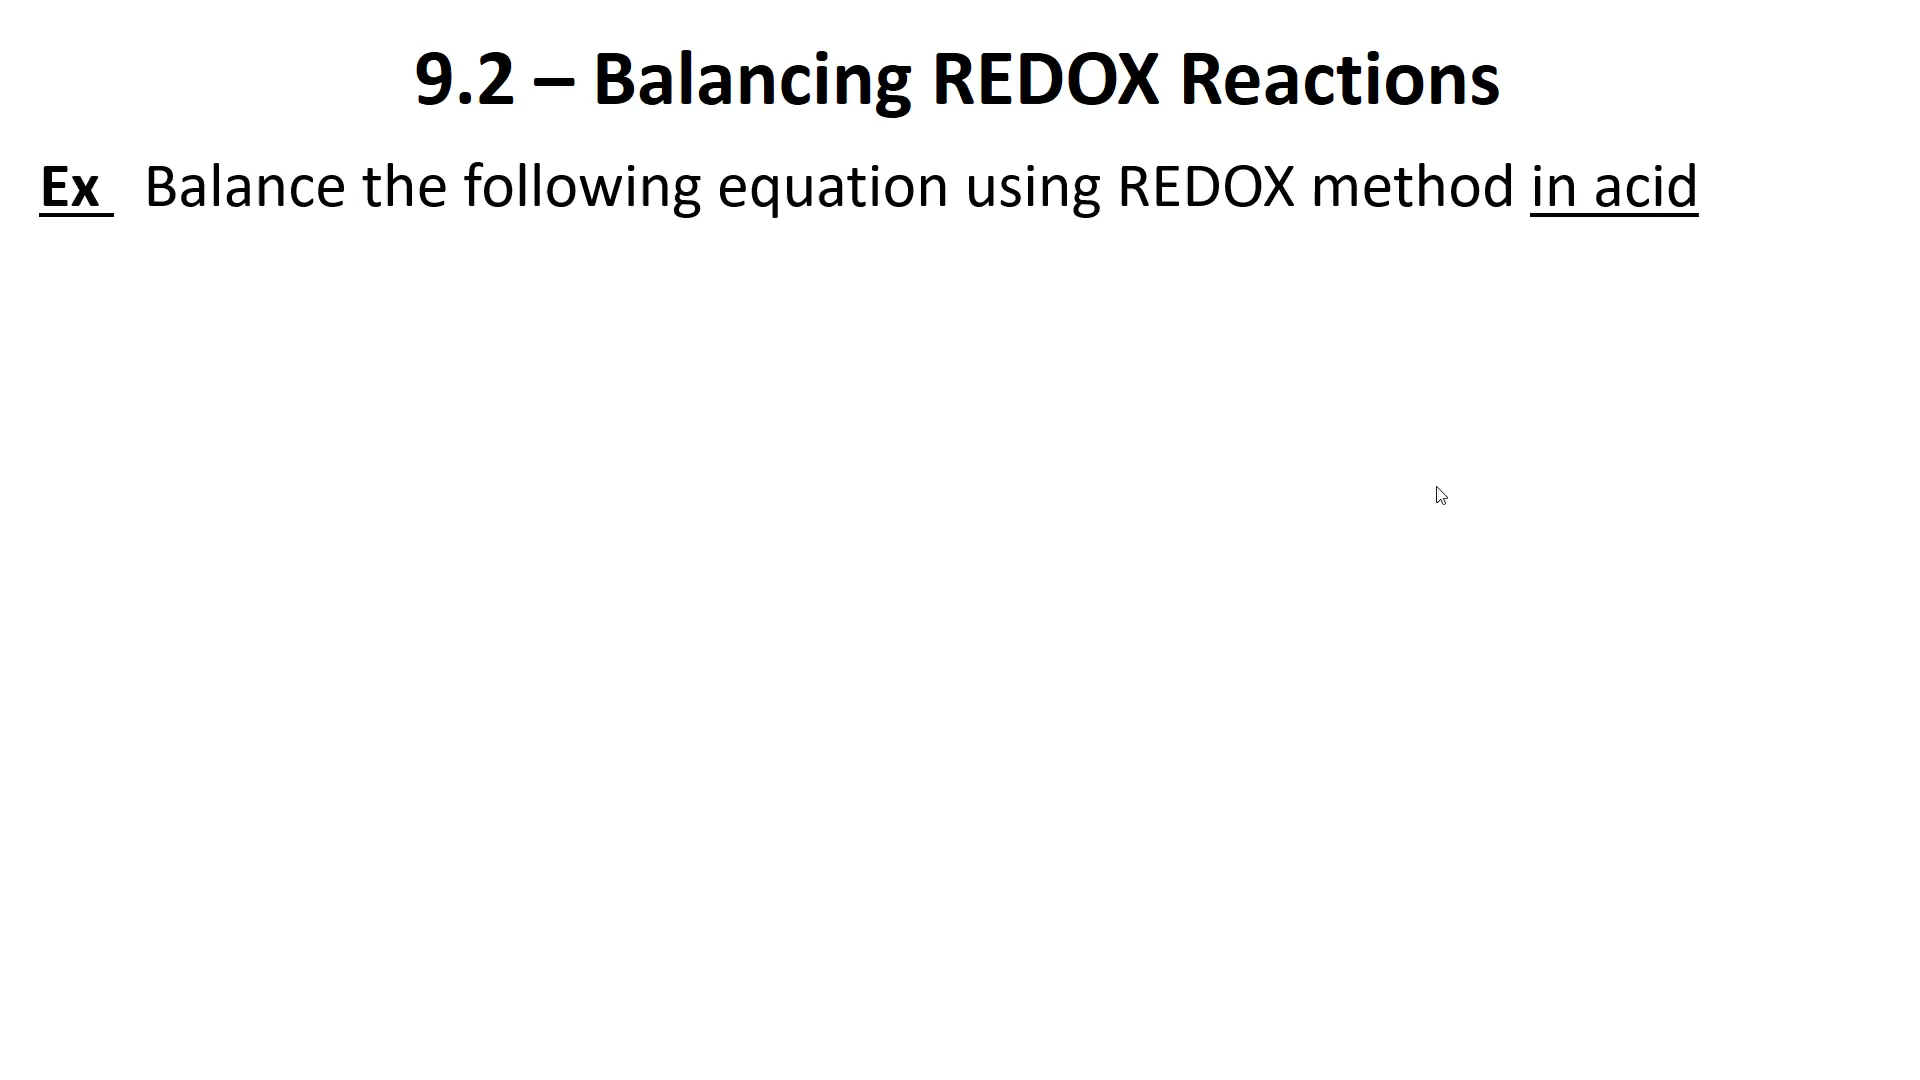 9.2 – Balancing REDOX Reactions
Ex Balance the following equation using REDOX method in acid